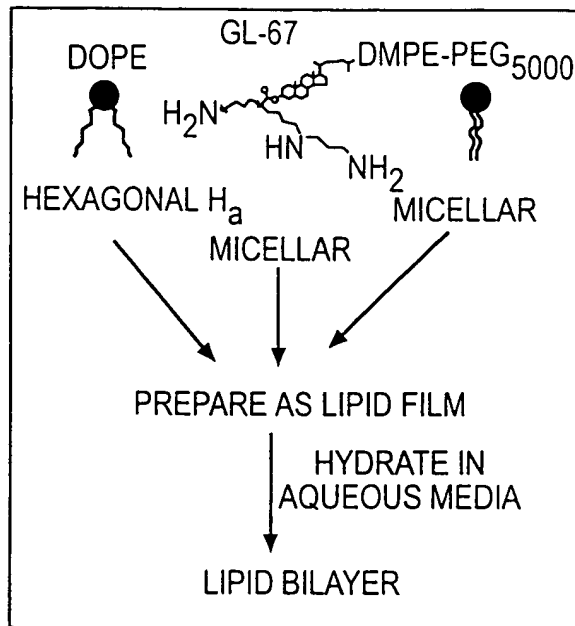 GL-67
DOPE
DMPE-PEG5000
H2N
HN
NH2
HEXAGONAL Ha
MICELLAR
MICELLAR
PREPARE AS LIPID FILM
HYDRATE IN
AQUEOUS MEDIA
LIPID BILAYER